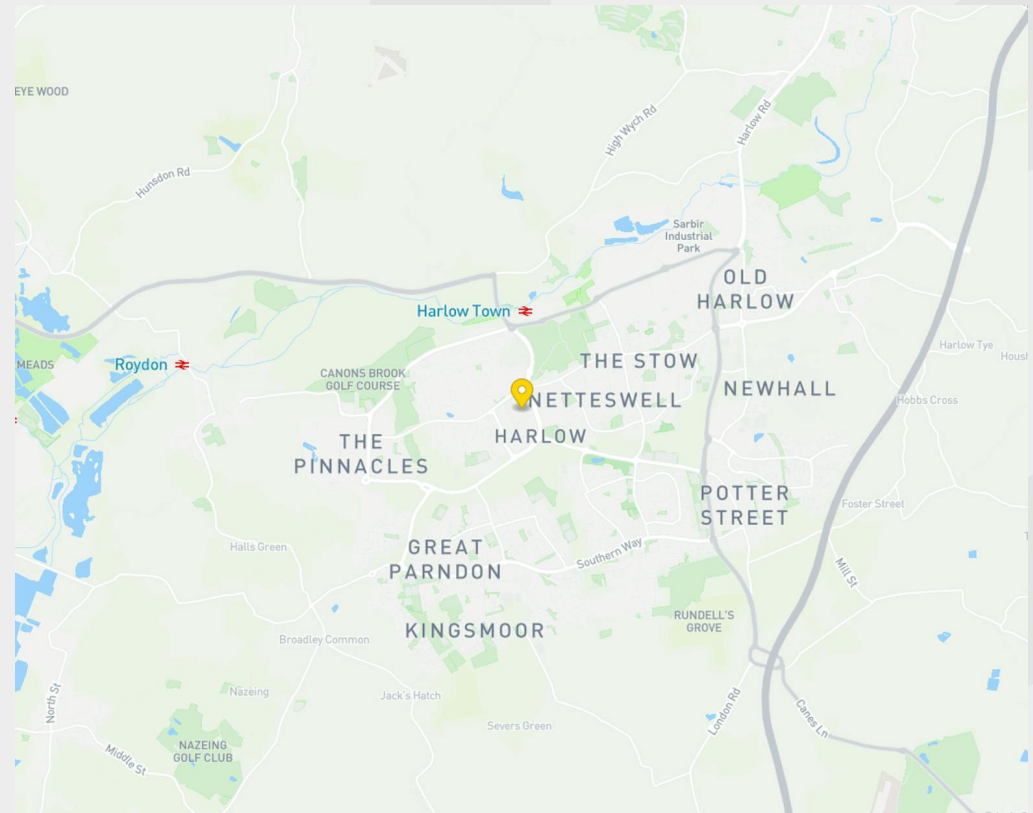 EYE WOOD
High Wych Rd
Harlow Rd
Hunsdon Rd
Sarbir
Industrial
Park
OLD
HARLOW
Harlow Town
Harlow Tye
THE STOW
Roydon
MEADS
CANONS BROOK
GOLF COURSE
NEWHALL
NETTESWELL
Hobbs Cross
HARLOW
THE
PINNACLES
POTTER
STREET
Foster Street
Halls Green
GREAT
PARNDON
Southern Way
Mill St
RUNDELL'S
GROVE
KINGSMOOR
Broadley Common
Nazeing
Jack's Hatch
North St
London Rd
Canes Ln
Severs Green
NAZEING
GOLF CLUB
Middle St